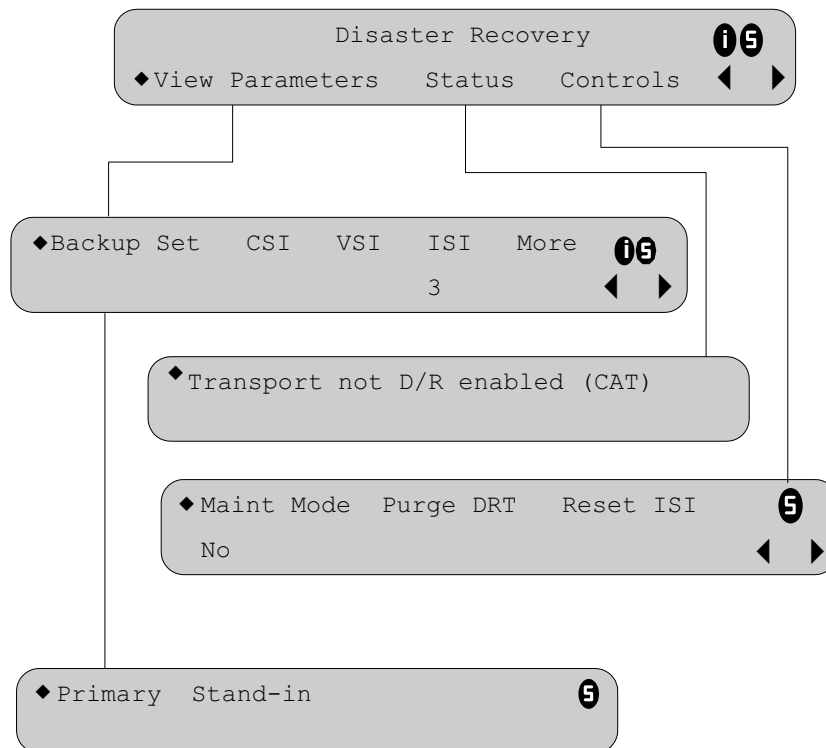 Disaster Recovery i S
◆View Parameters Status Controls ◀ ▶
◆Backup Set CSI VSI ISI More i S
3 ◀ ▶
◆Transport not D/R enabled (CAT)
◆Maint Mode Purge DRT Reset ISI S
No ◀ ▶
◆Primary Stand-in S